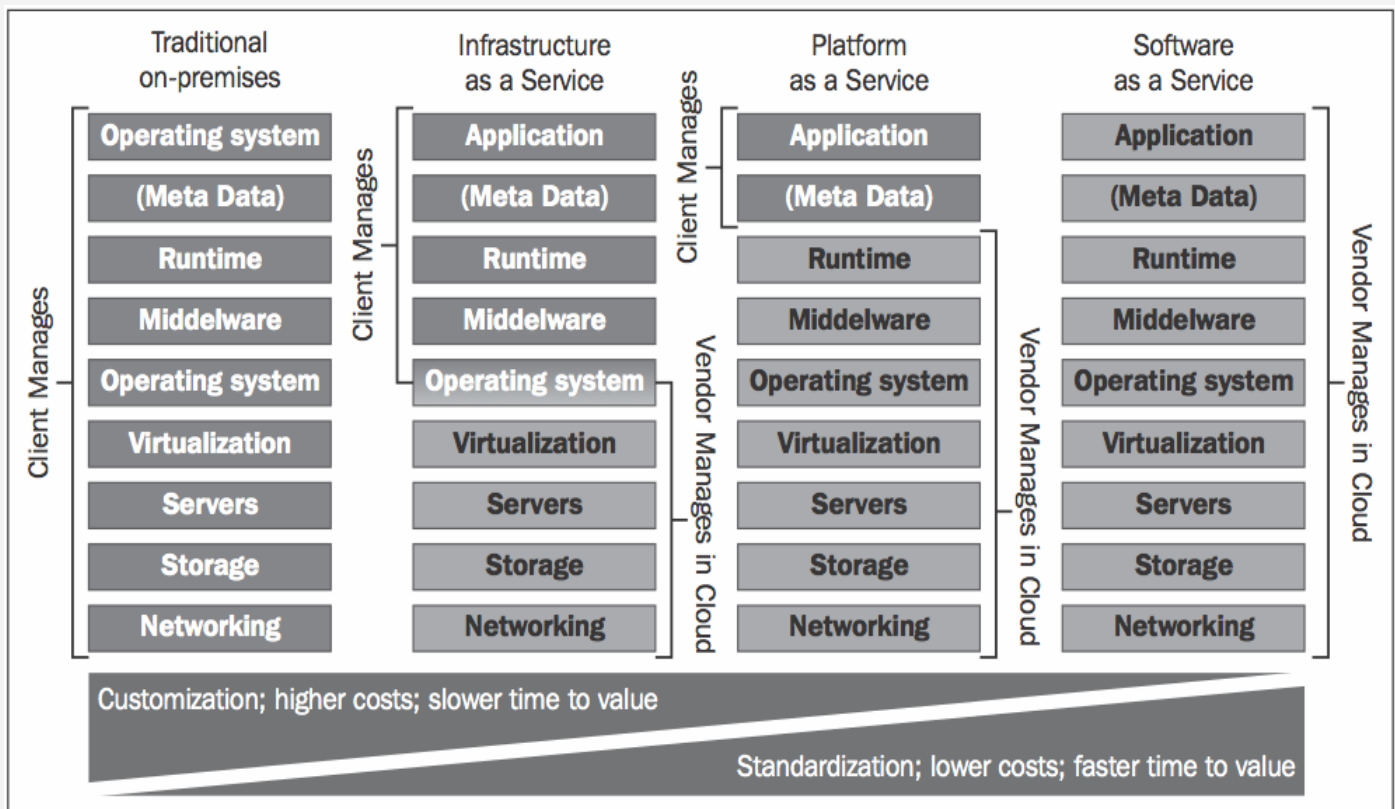 Traditional
on-premises
Client Manages
Operating system
(Meta Data)
Runtime
Middelware
Operating system
Virtualization
Servers
Storage
Networking
Infrastructure
as a Service
Client Manages
Application
(Meta Data)
Runtime
Middelware
Operating system
Virtualization
Servers
Storage
Networking
Vendor Manages in Cloud
Platform
as a Service
Client Manages
Application
(Meta Data)
Runtime
Middelware
Operating system
Virtualization
Servers
Storage
Networking
Vendor Manages in Cloud
Software
as a Service
Application
(Meta Data)
Runtime
Middelware
Operating system
Virtualization
Servers
Storage
Networking
Vendor Manages in Cloud
Customization; higher costs; slower time to value
Standardization; lower costs; faster time to value